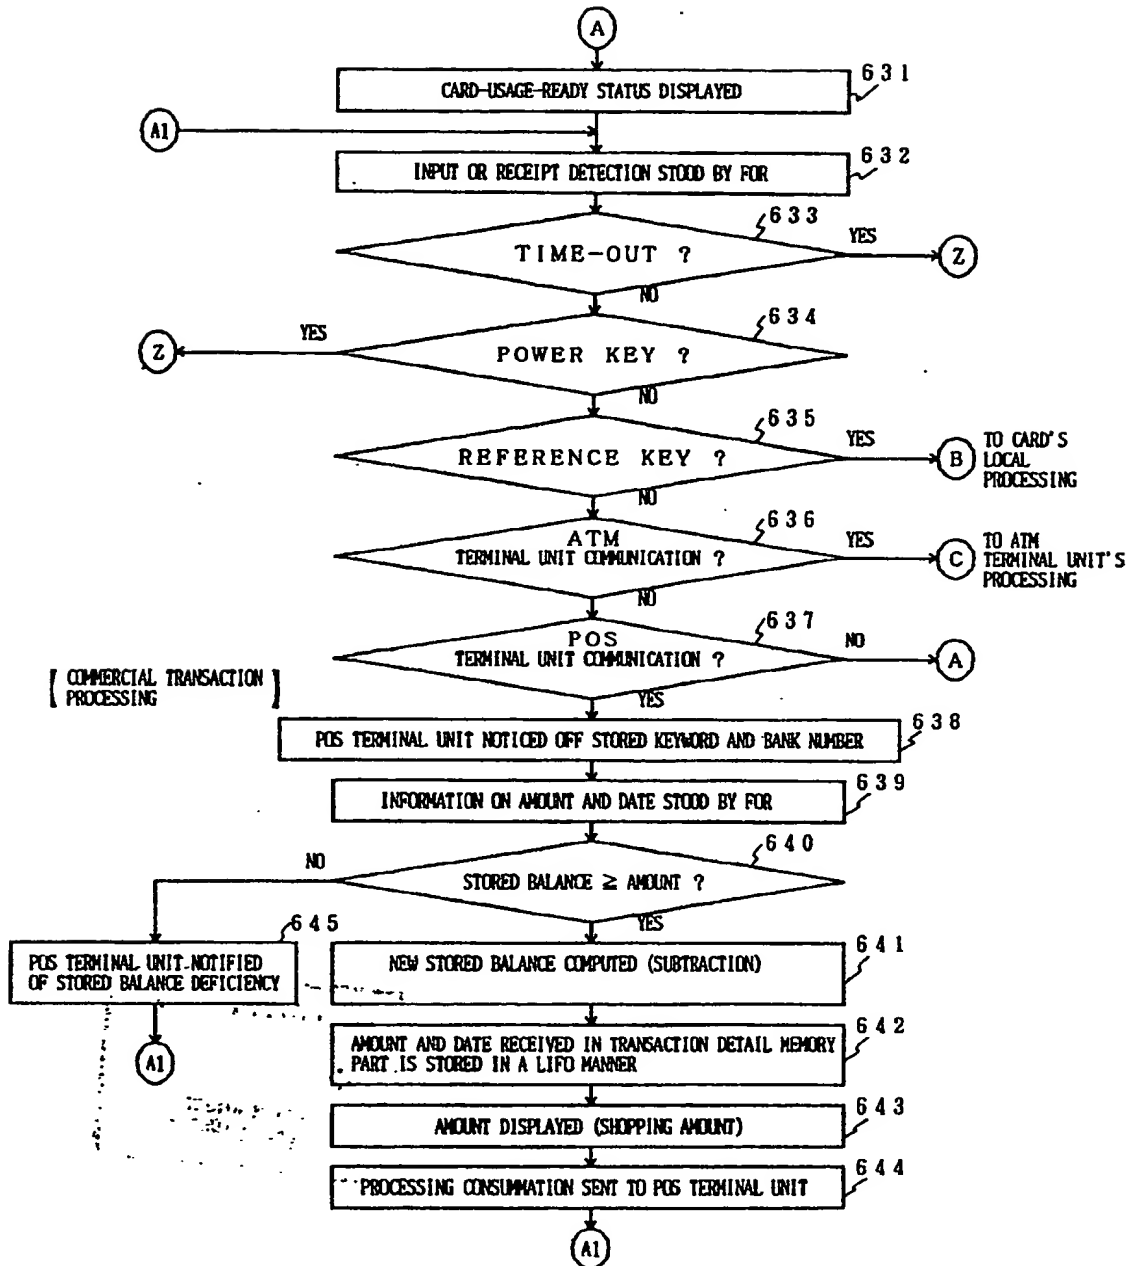 A
631
CARD-USAGE-READY STATUS DISPLAYED
A1
632
INPUT OR RECEIPT DETECTION STOOD BY FOR
633
TIME-OUT ?
YES
Z
NO
634
YES
Z
POWER KEY ?
NO
635
REFERENCE KEY ?
YES
B
TO CARD'S
LOCAL
PROCESSING
NO
636
ATM
TERMINAL UNIT COMMUNICATION ?
YES
C
TO ATM
TERMINAL UNIT'S
PROCESSING
NO
637
POS
TERMINAL UNIT COMMUNICATION ?
NO
A
YES
[ COMMERCIAL TRANSACTION
PROCESSING ]
638
POS TERMINAL UNIT NOTICED OFF STORED KEYWORD AND BANK NUMBER
639
INFORMATION ON AMOUNT AND DATE STOOD BY FOR
640
NO
STORED BALANCE ≧ AMOUNT ?
YES
645
POS TERMINAL UNIT NOTIFIED
OF STORED BALANCE DEFICIENCY
A1
641
NEW STORED BALANCE COMPUTED (SUBTRACTION)
642
AMOUNT AND DATE RECEIVED IN TRANSACTION DETAIL MEMORY
PART IS STORED IN A LIFO MANNER
643
AMOUNT DISPLAYED (SHOPPING AMOUNT)
644
PROCESSING CONSUMMATION SENT TO POS TERMINAL UNIT
A1